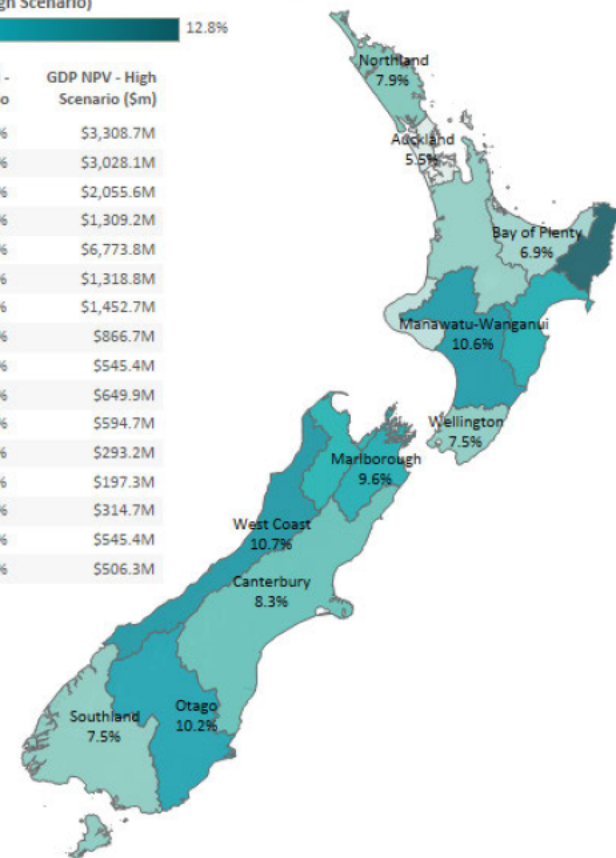 gh Scenario)
12.8%
-
GDP NPV - High
o
Scenario ($m)
%
$3,308.7M
%
$3,028.1M
%
$2,055.6M
%
$1,309.2M
%
$6,773.8M
%
$1,318.8M
%
$1,452.7M
%
$866.7M
%
$545.4M
%
$649.9M
%
$594.7M
%
$293.2M
%
$197.3M
%
$314.7M
%
$545.4M
%
$506.3M
Northland
7.9%
Auckland
5.5%
Bay of Plenty
6.9%
Manawatu-Wanganui
10.6%
Wellington
7.5%
Marlborough
9.6%
West Coast
10.7%
Canterbury
8.3%
Otago
10.2%
Southland
7.5%